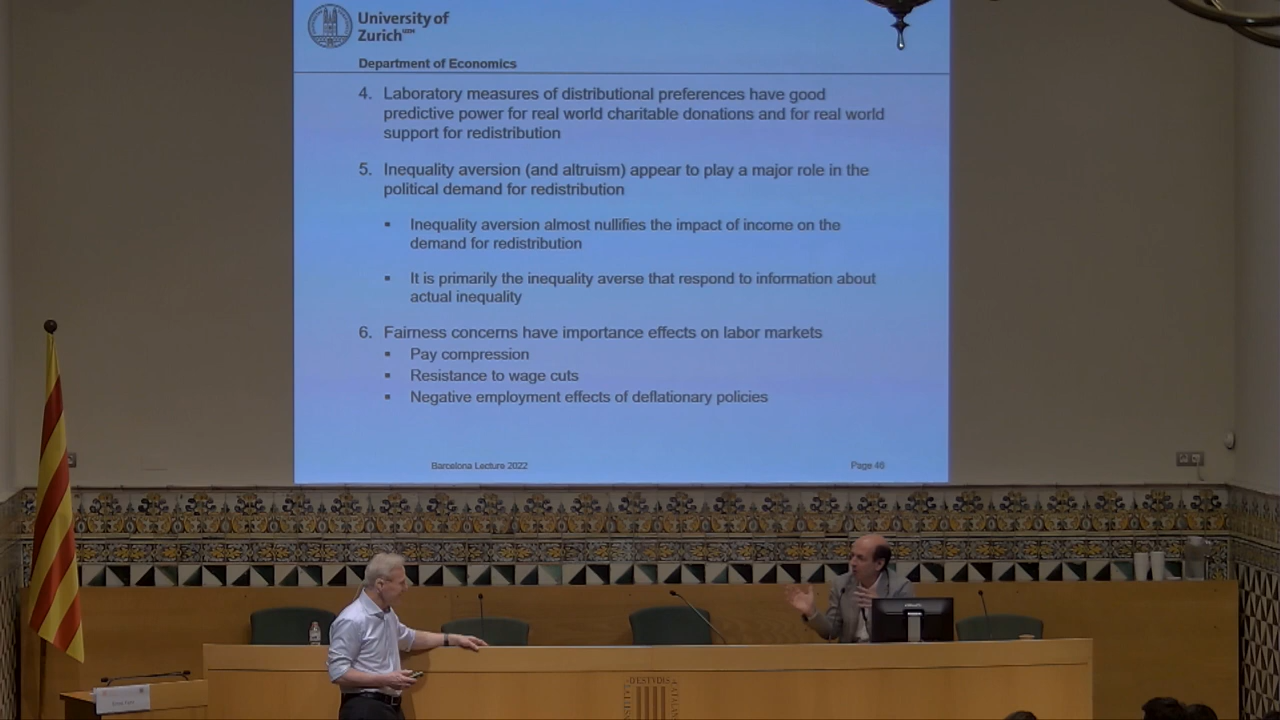 University of
Zurich UZH
Department of Economics
4. Laboratory measures of distributional preferences have good
predictive power for real world charitable donations and for real world
support for redistribution
5. Inequality aversion (and altruism) appear to play a major role in the
political demand for redistribution
▪ Inequality aversion almost nullifies the impact of income on the
demand for redistribution
▪ It is primarily the inequality averse that respond to information about
actual inequality
6. Fairness concerns have importance effects on labor markets
▪ Pay compression
▪ Resistance to wage cuts
▪ Negative employment effects of deflationary policies
Barcelona Lecture 2022
Page 46
D'ESTVDIS